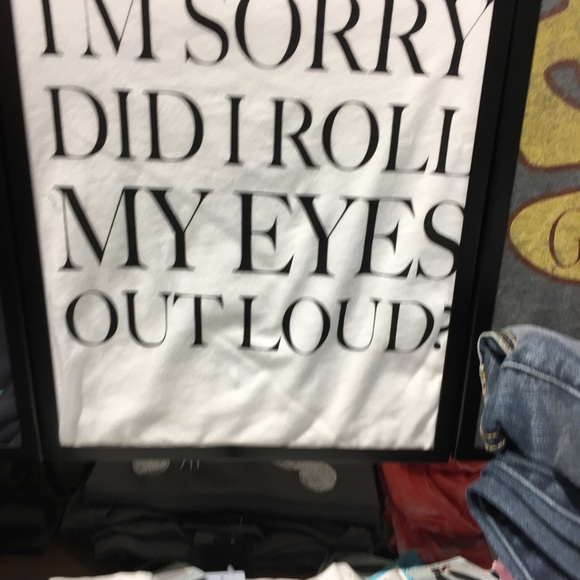 I'M SORRY
DID I ROLL
MY EYES
OUT LOUD?
G